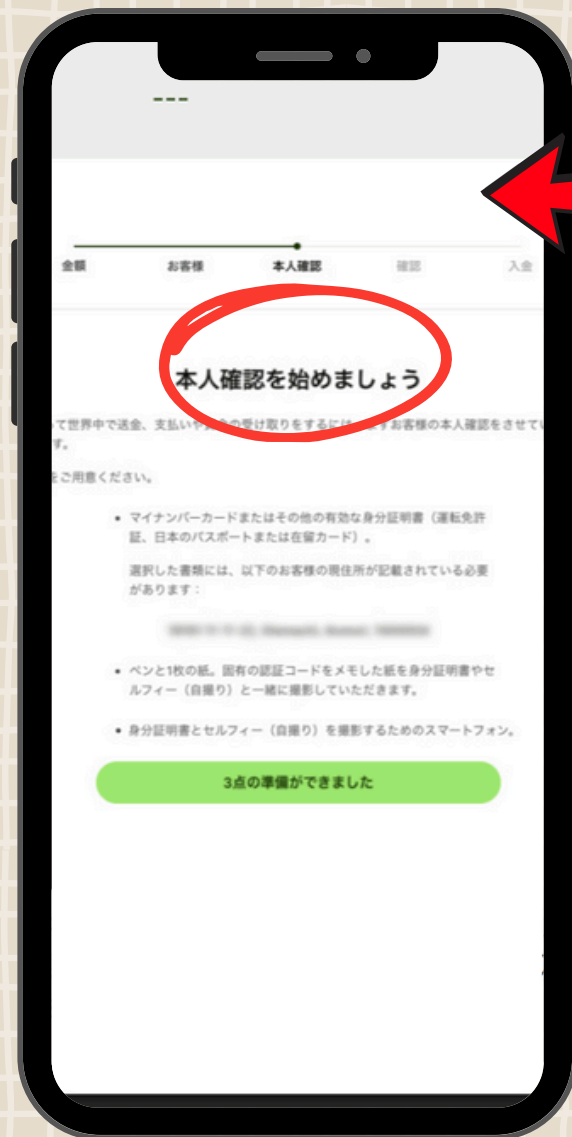 金額 お客様 本人確認 確認 入金
本人確認を始めましょう
て世界中で送金、支払いや の受け取りをするには すお客様の本人確認をさせてい
す。
をご用意ください。
• マイナンバーカードまたはその他の有効な身分証明書（運転免許
証、日本のパスポートまたは在留カード）。
選択した書類には、以下のお客様の現住所が記載されている必要
があります：
• ペンと1枚の紙。固有の認証コードをメモした紙を身分証明書やセ
ルフィー（自撮り）と一緒に撮影していただきます。
• 身分証明書とセルフィー（自撮り）を撮影するためのスマートフォン。
3点の準備ができました